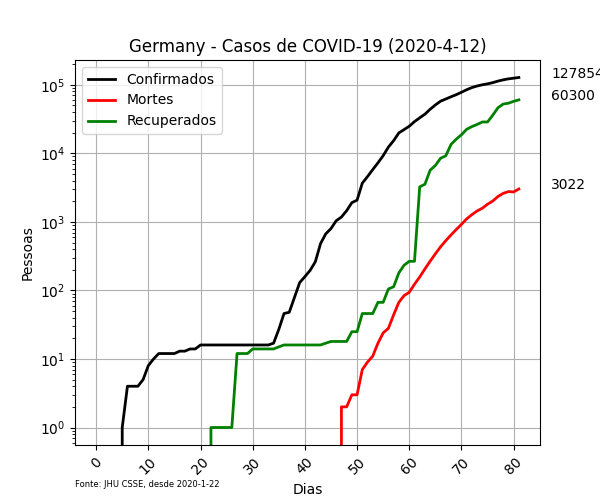 Germany - Casos de COVID-19 (2020-4-12)
Confirmados
Mortes
Recuperados
127854
60300
3022
10⁵
10⁴
10³
10²
10¹
10⁰
Pessoas
0 10 20 30 40 50 60 70 80
Dias
Fonte: JHU CSSE, desde 2020-1-22